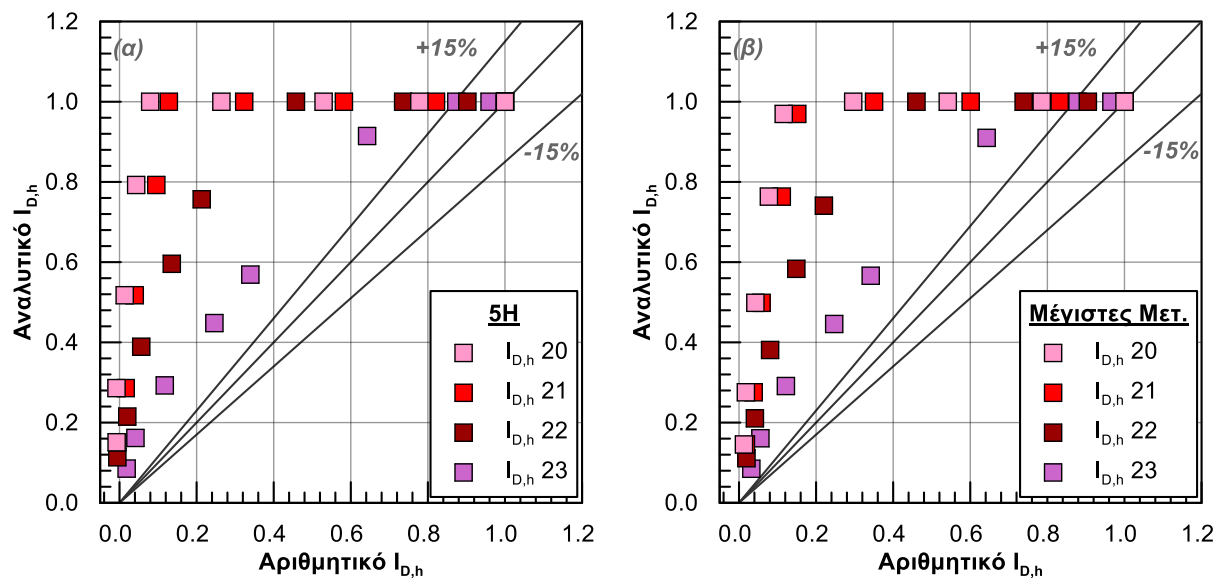 (α)
+15%
-15%
1.2
1.0
0.8
0.6
0.4
0.2
0.0
Αναλυτικό I_D,h
5H
I_D,h 20
I_D,h 21
I_D,h 22
I_D,h 23
0.0 0.2 0.4 0.6 0.8 1.0 1.2
Αριθμητικό I_D,h
(β)
+15%
-15%
1.2
1.0
0.8
0.6
0.4
0.2
0.0
Αναλυτικό I_D,h
Μέγιστες Μετ.
I_D,h 20
I_D,h 21
I_D,h 22
I_D,h 23
0.0 0.2 0.4 0.6 0.8 1.0 1.2
Αριθμητικό I_D,h